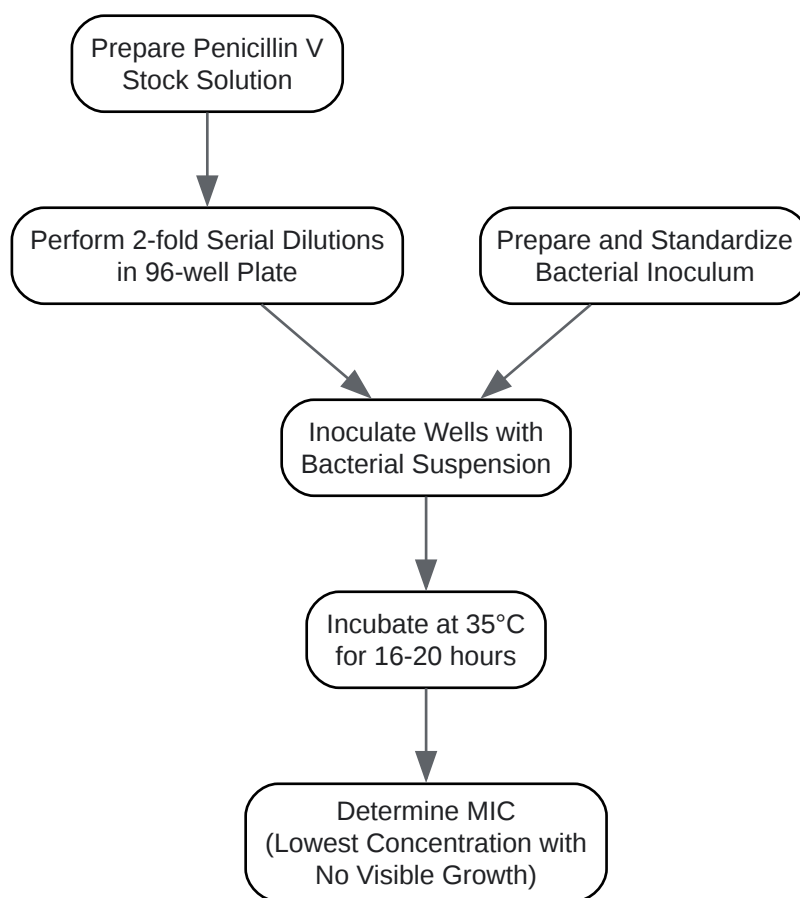 Prepare Penicillin V
Stock Solution
Perform 2-fold Serial Dilutions
in 96-well Plate
Prepare and Standardize
Bacterial Inoculum
Inoculate Wells with
Bacterial Suspension
Incubate at 35°C
for 16-20 hours
Determine MIC
(Lowest Concentration with
No Visible Growth)